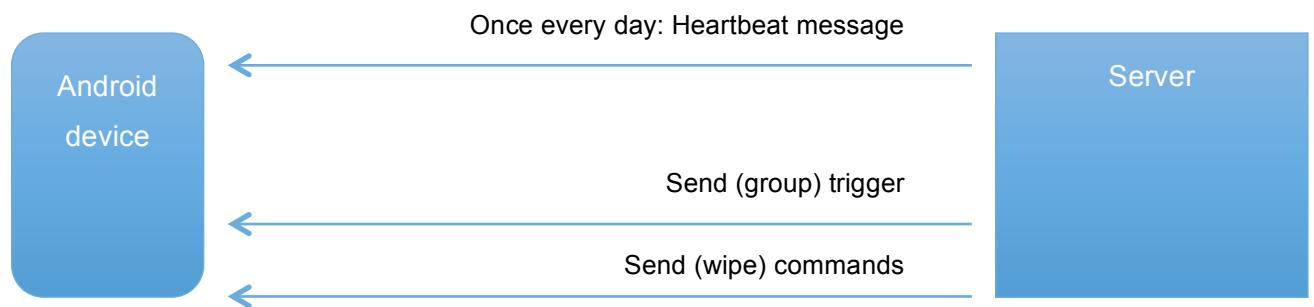 Once every day: Heartbeat message
Android
device
Server
Send (group) trigger
Send (wipe) commands